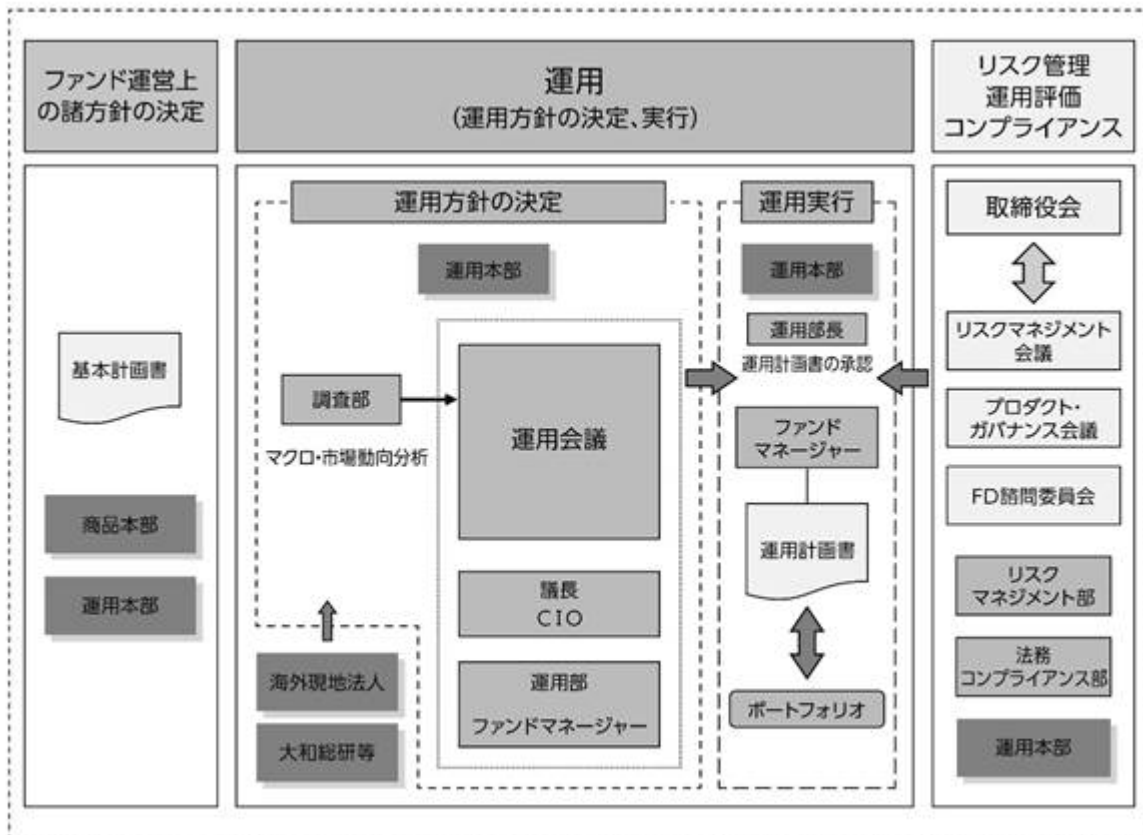 ファンド運営上
の諸方針の決定
運用
(運用方針の決定、実行)
リスク管理
運用評価
コンプライアンス
基本計画書
商品本部
運用本部
運用方針の決定
運用本部
調査部
マクロ・市場動向分析
運用会議
議長
CIO
運用部
ファンドマネージャー
海外現地法人
大和総研等
運用実行
運用本部
運用部長
運用計画書の承認
ファンド
マネージャー
運用計画書
ポートフォリオ
取締役会
リスクマネジメント
会議
プロダクト・
ガバナンス会議
FD諮問委員会
リスク
マネジメント部
法務
コンプライアンス部
運用本部